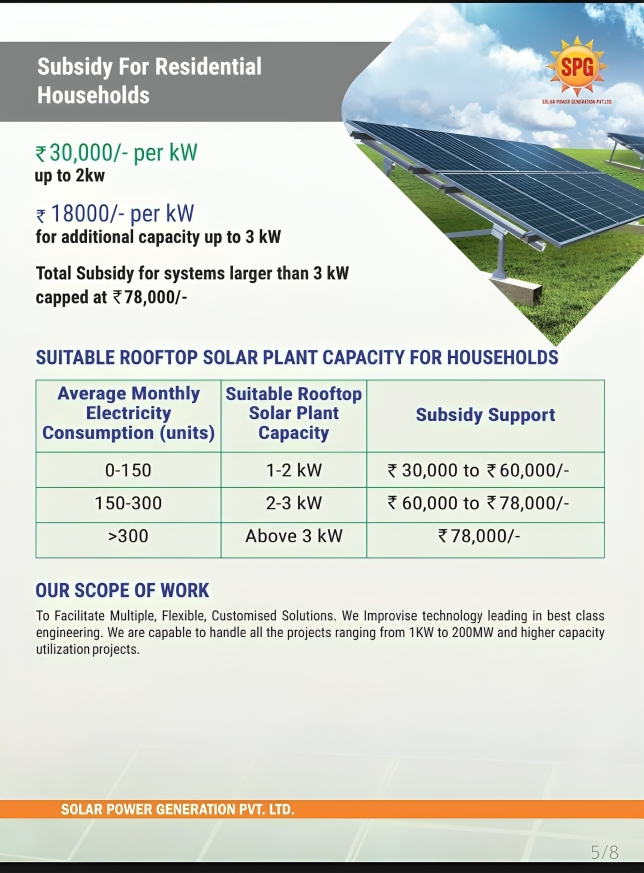 Subsidy For Residential
Households
SPG
SOLAR POWER GENERATION PVT.LTD.
₹30,000/- per kW
up to 2kw
₹ 18000/- per kW
for additional capacity up to 3 kW
Total Subsidy for systems larger than 3 kW
capped at ₹78,000/-
SUITABLE ROOFTOP SOLAR PLANT CAPACITY FOR HOUSEHOLDS
Average Monthly
Electricity
Consumption (units)
Suitable Rooftop
Solar Plant
Capacity
Subsidy Support
0-150
1-2 kW
₹ 30,000 to ₹60,000/-
150-300
2-3 kW
₹ 60,000 to ₹78,000/-
>300
Above 3 kW
₹78,000/-
OUR SCOPE OF WORK
To Facilitate Multiple, Flexible, Customised Solutions. We Improvise technology leading in best class
engineering. We are capable to handle all the projects ranging from 1KW to 200MW and higher capacity
utilization projects.
SOLAR POWER GENERATION PVT. LTD.
5/8